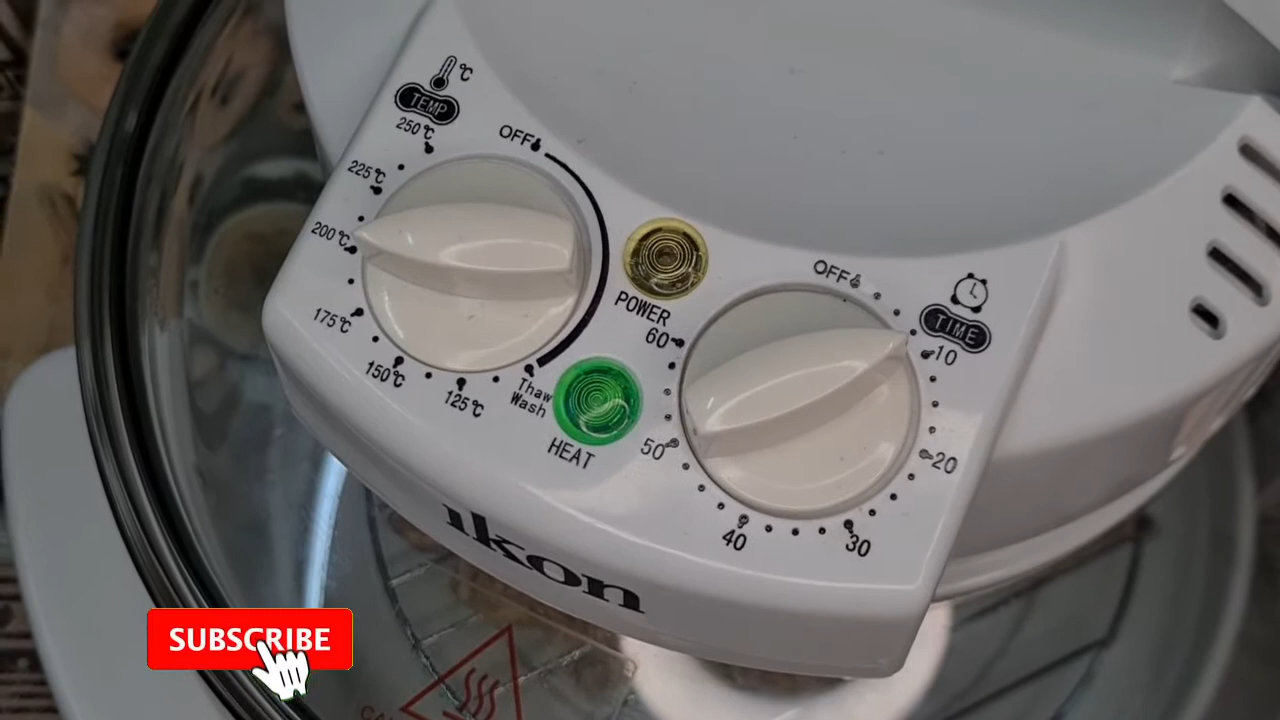 ℃
TEMP
250℃
OFF
225℃
200℃
175℃
150℃
125℃
Thaw
Wash
POWER
HEAT
OFF
TIME
60
10
50
20
40
30
ikon
SUBSCRIBE